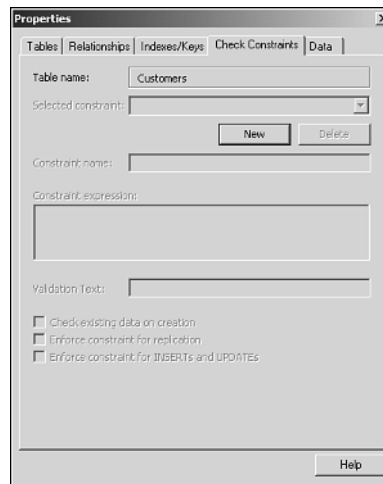 Properties
Tables Relationships Indexes/Keys Check Constraints Data
Table name: Customers
Selected constraint:
New Delete
Constraint name:
Constraint expression:
Validation Text:
Check existing data on creation
Enforce constraint for replication
Enforce constraint for INSERTs and UPDATEs
Help